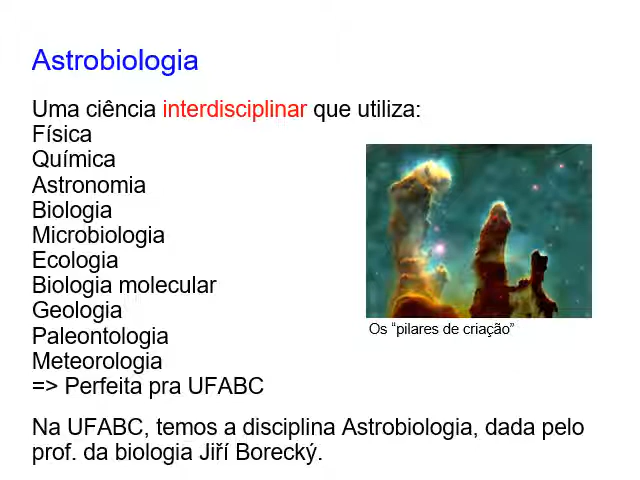 Astrobiologia
Uma ciência interdisciplinar que utiliza:
Física
Química
Astronomia
Biologia
Microbiologia
Ecologia
Biologia molecular
Geologia
Paleontologia
Meteorologia
=> Perfeita pra UFABC
Os “pilares de criação”
Na UFABC, temos a disciplina Astrobiologia, dada pelo
prof. da biologia Jiří Borecký.